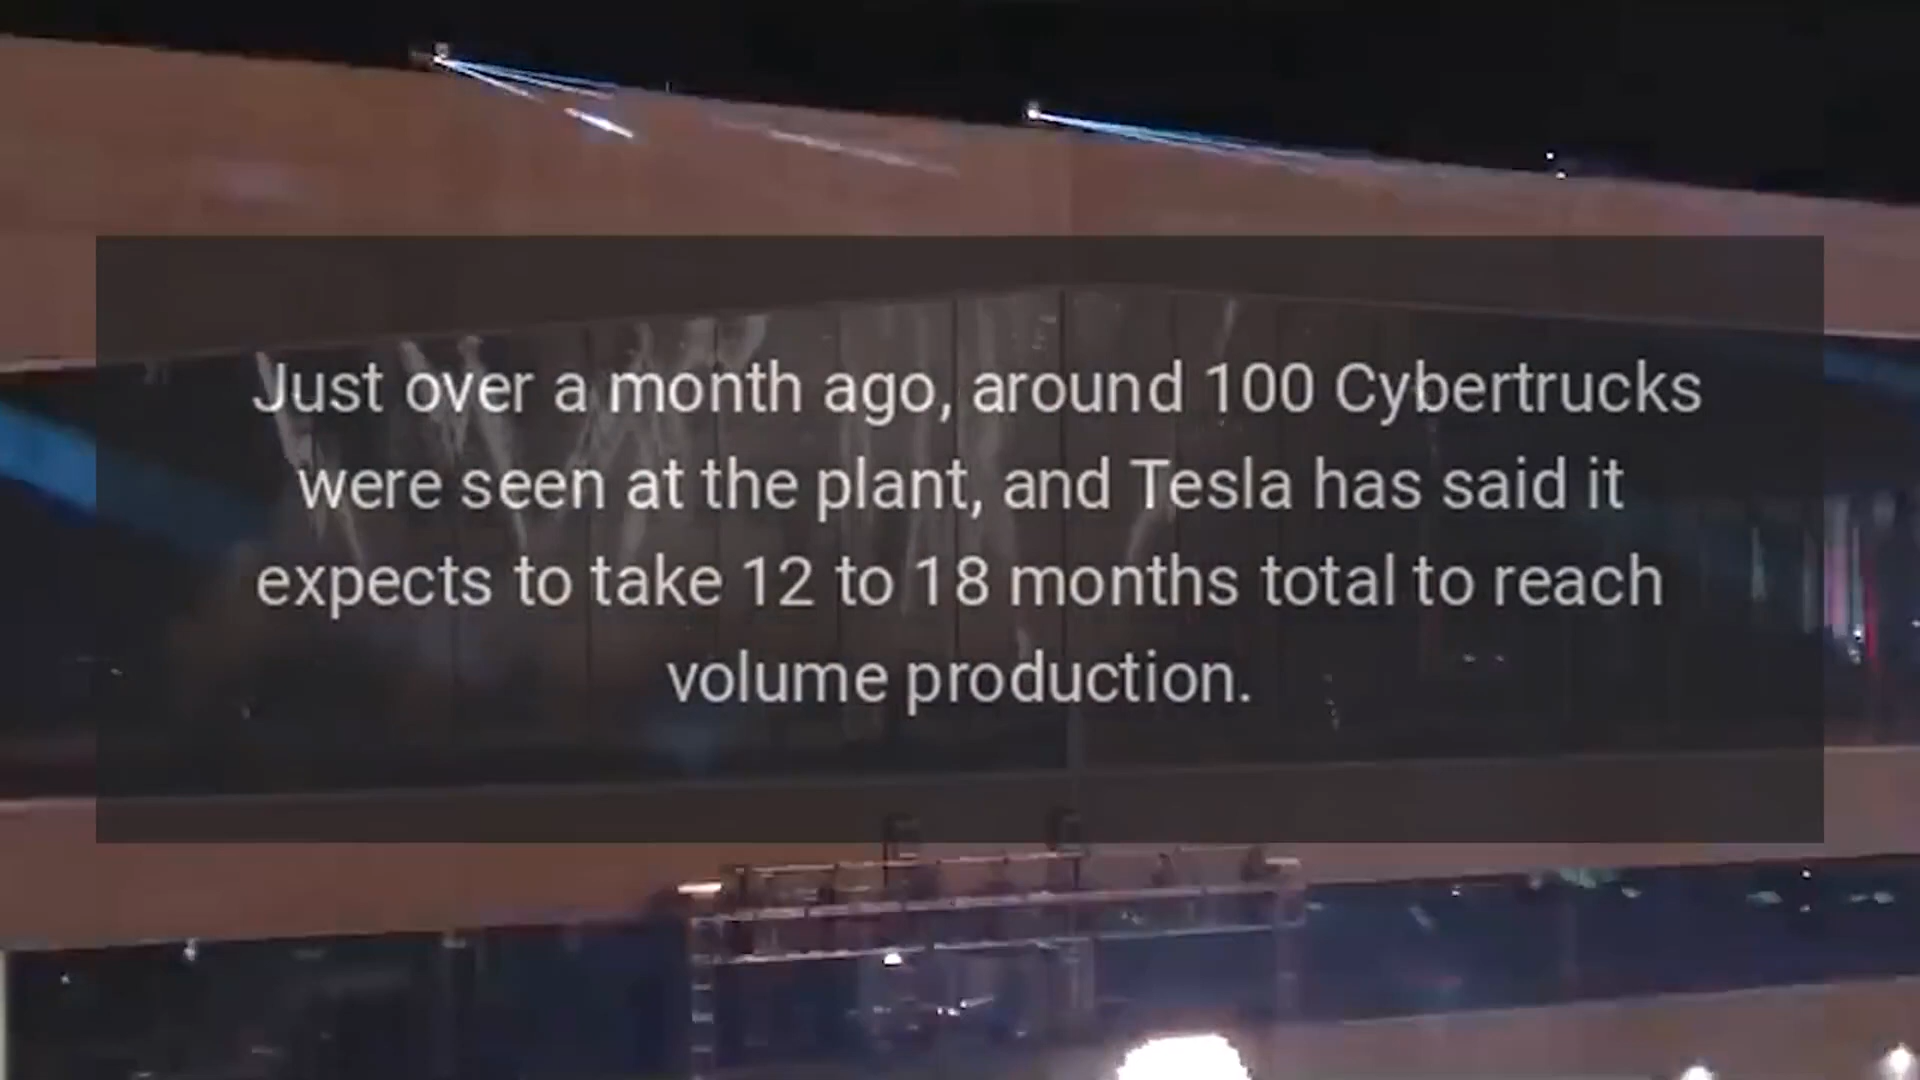 Just over a month ago, around 100 Cybertrucks
were seen at the plant, and Tesla has said it
expects to take 12 to 18 months total to reach
volume production.